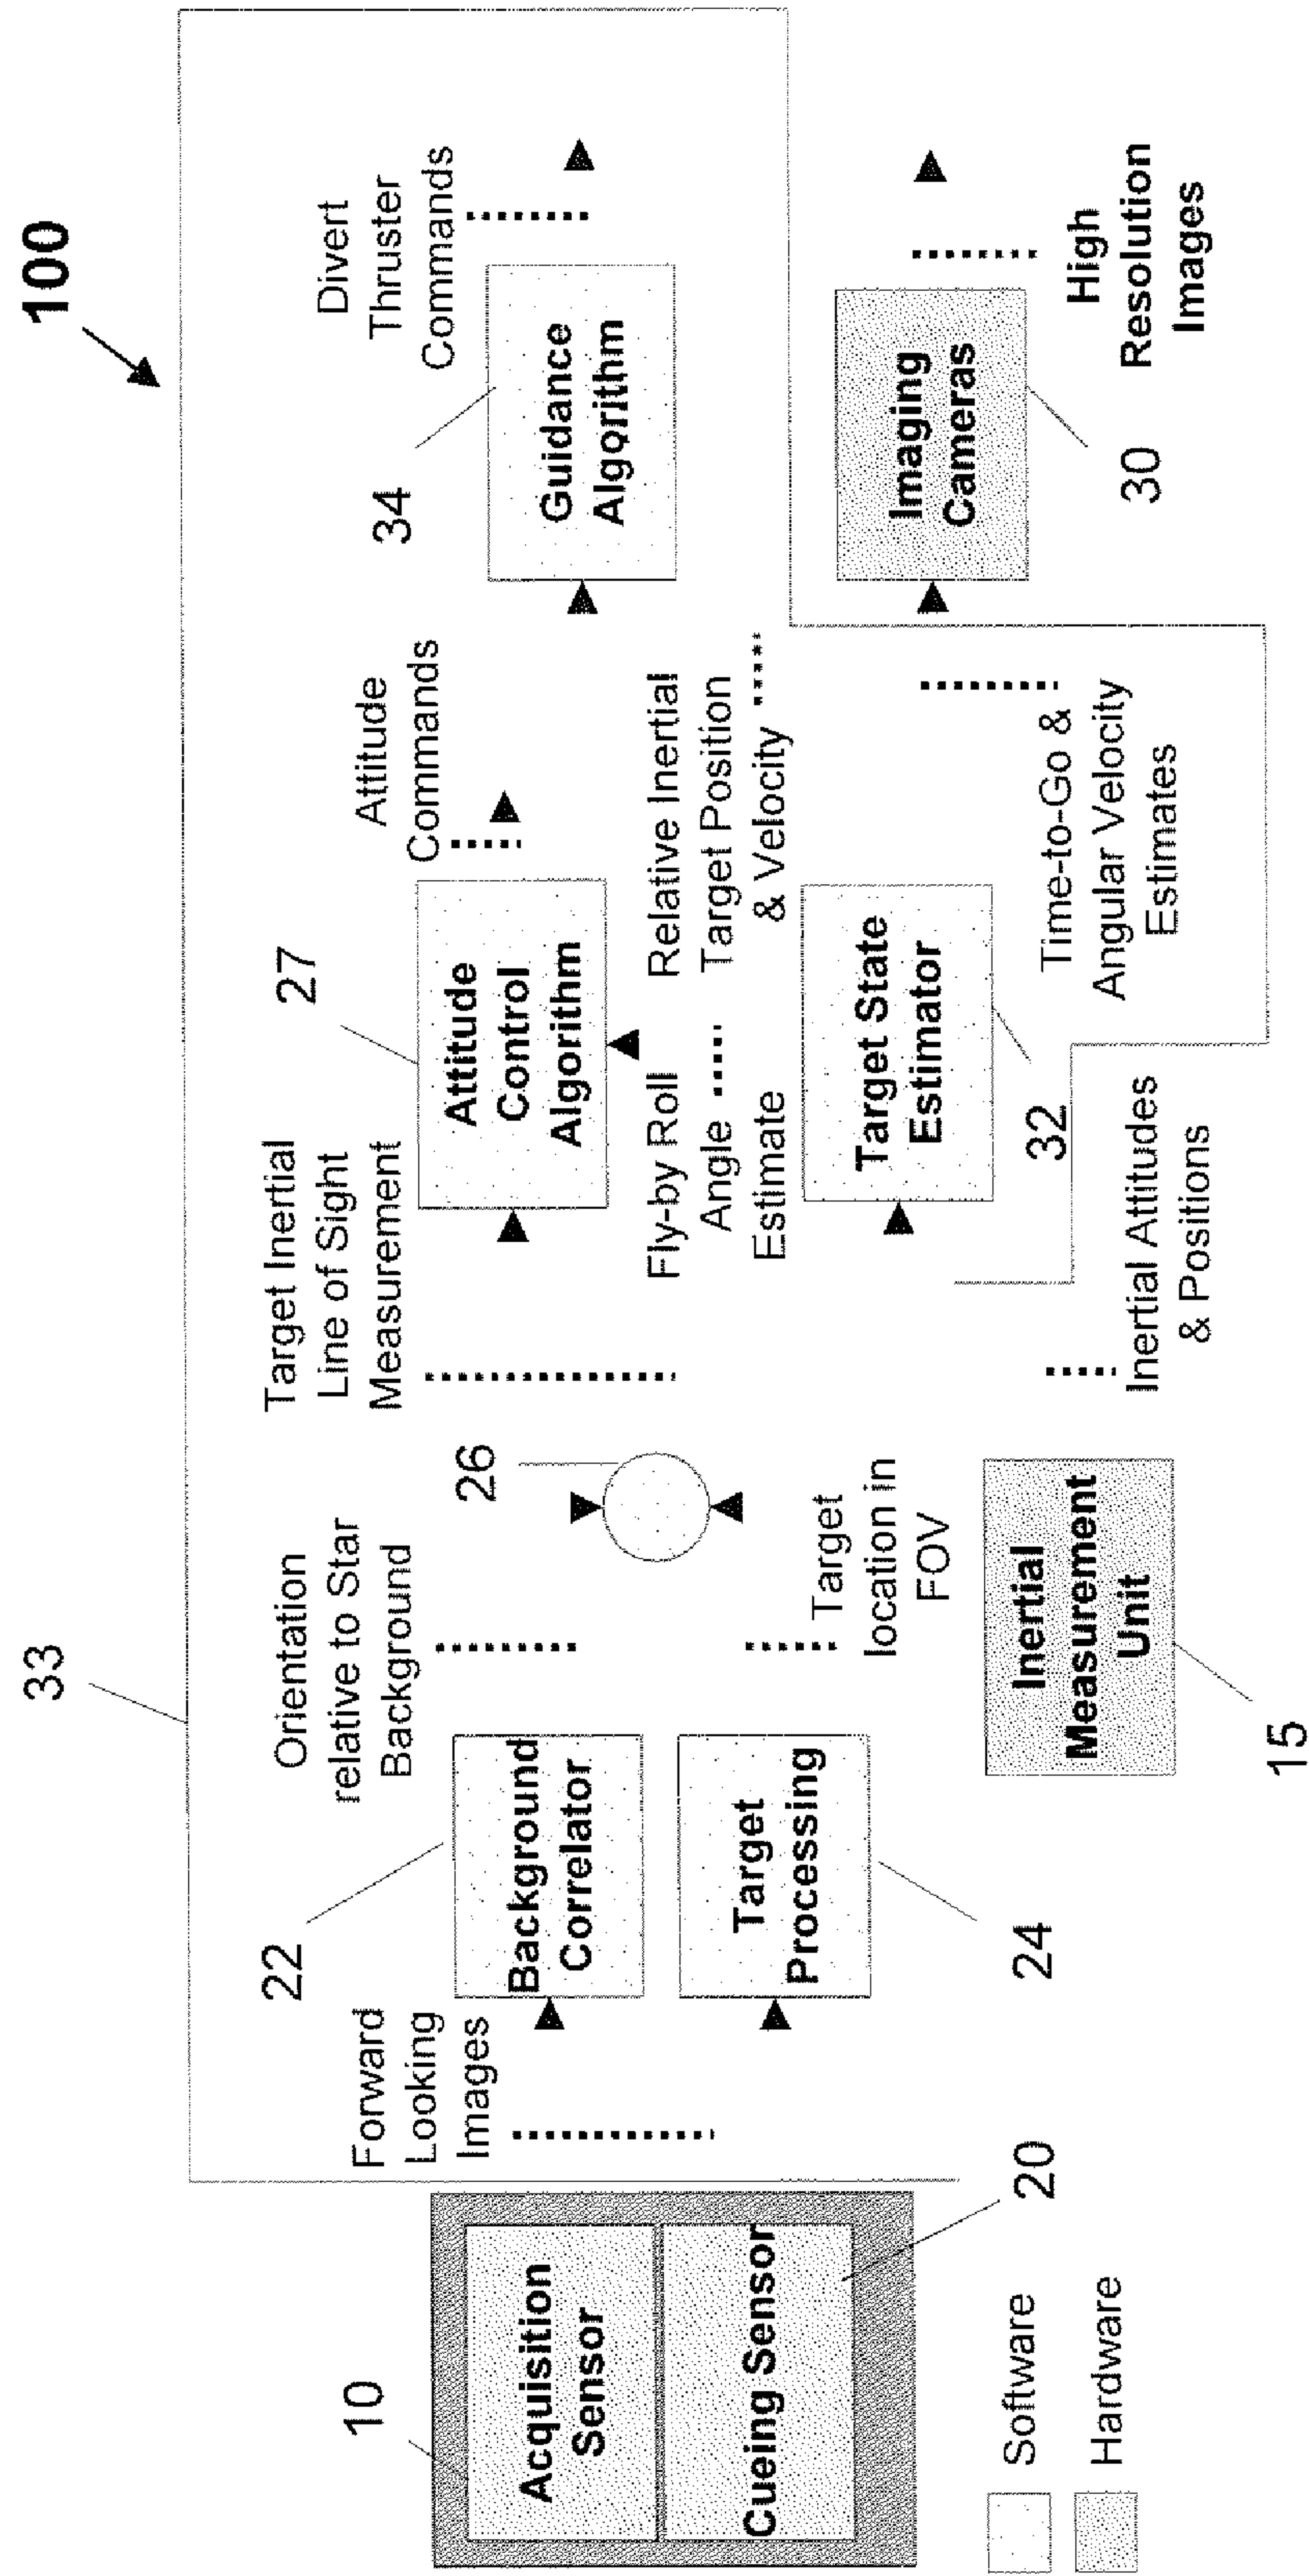 100
33
10
Acquisition
Sensor
Cueing Sensor
20
Forward
Looking
Images
22
Background
Correlator
Target
Processing
24
Orientation
relative to Star
Background
26
Target
location in
FOV
Inertial
Measurement
Unit
15
Target Inertial
Line of Sight
Measurement
27
Attitude
Control
Algorithm
Fly-by Roll
Angle
Estimate
Target State
Estimator
32
Inertial Attitudes
& Positions
Attitude
Commands
Relative Inertial
Target Position
& Velocity
Time-to-Go &
Angular Velocity
Estimates
34
Guidance
Algorithm
Divert
Thruster
Commands
Imaging
Cameras
30
High
Resolution
Images
Software
Hardware